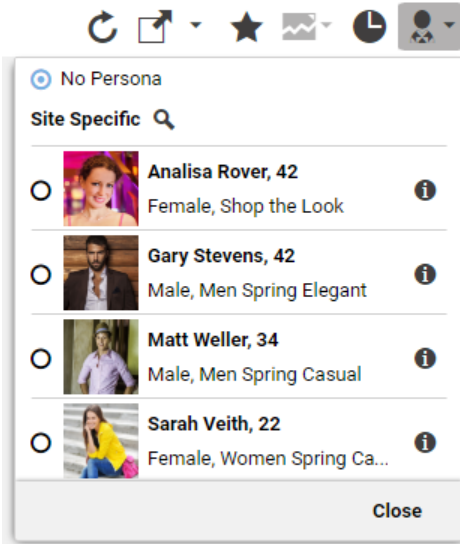 No Persona
Site Specific
Analisa Rover, 42
Female, Shop the Look
Gary Stevens, 42
Male, Men Spring Elegant
Matt Weller, 34
Male, Men Spring Casual
Sarah Veith, 22
Female, Women Spring Ca...
Close